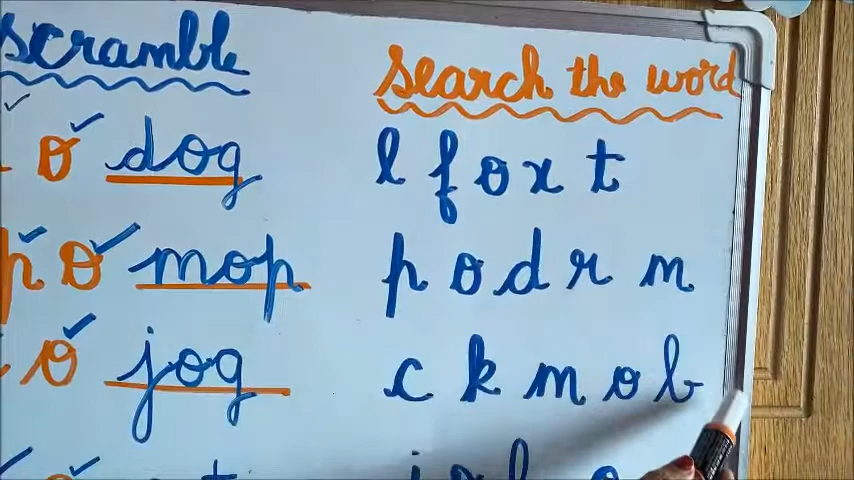 scramble
search the word
o dog
l f o x t
p o mop
p o d r m
o jog
c k m o b